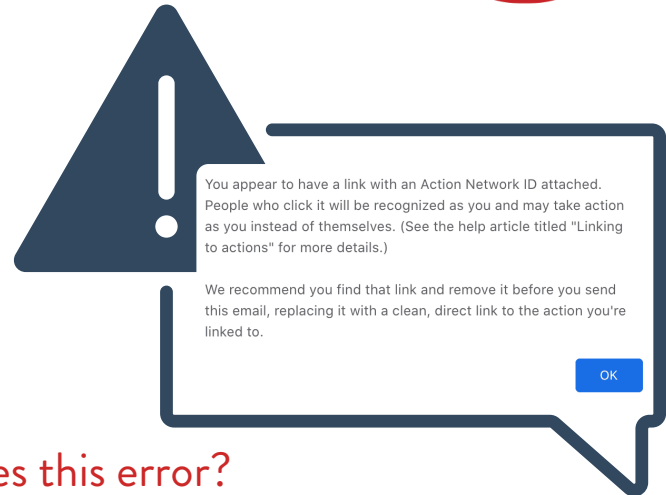 You appear to have a link with an Action Network ID attached.
People who click it will be recognized as you and may take action
as you instead of themselves. (See the help article titled "Linking
to actions" for more details.)
We recommend you find that link and remove it before you send
this email, replacing it with a clean, direct link to the action you're
linked to.
OK
es this error?